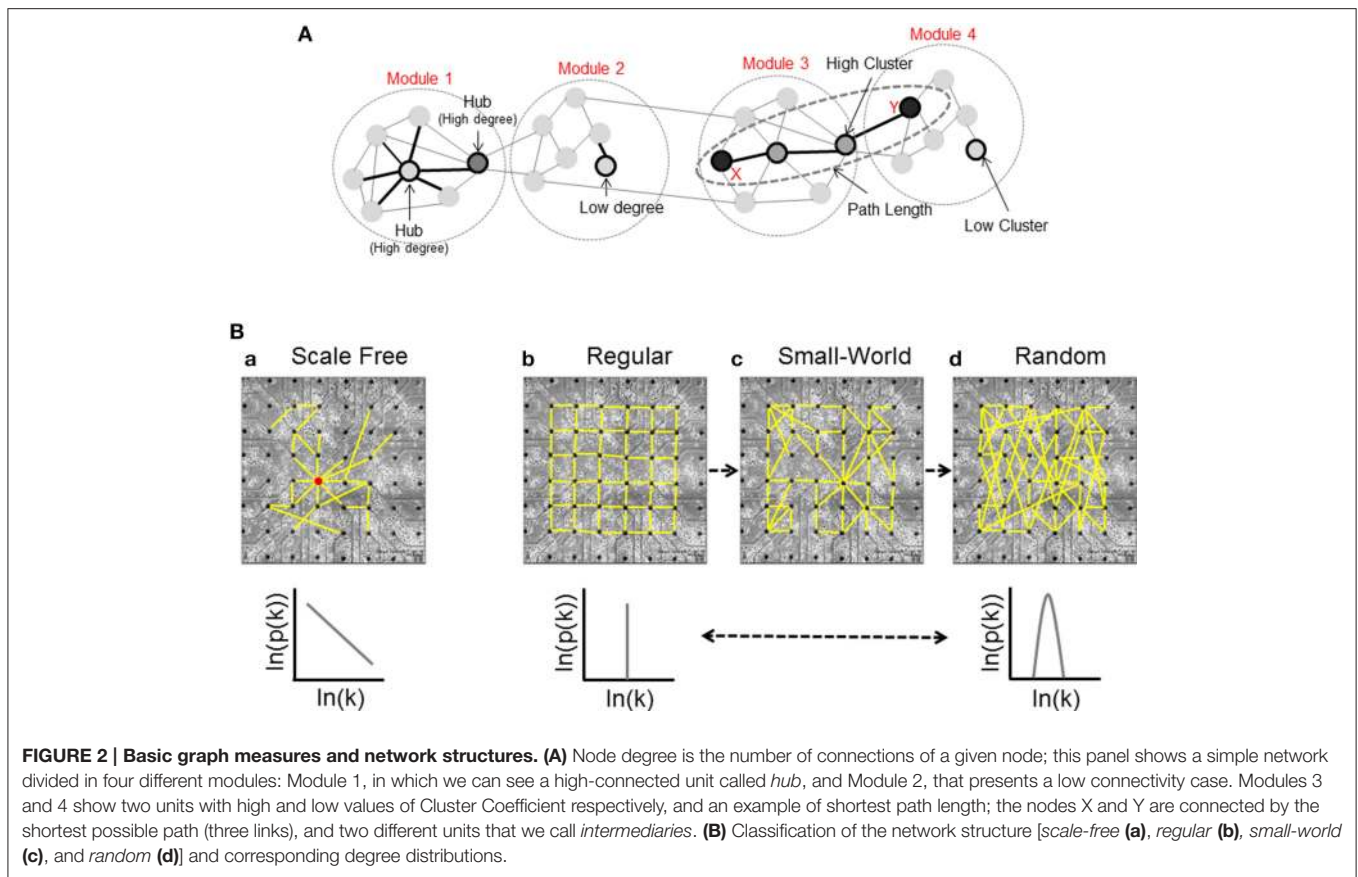 A
Module 1
Module 2
Module 3
Module 4
High Cluster
Hub
(High degree)
Y
X
Low degree
Path Length
Low Cluster
Hub
(High degree)
B
a Scale Free
b Regular
c Small-World
d Random
ln(p(k))
ln(k)
ln(p(k))
ln(k)
ln(p(k))
ln(k)
FIGURE 2 | Basic graph measures and network structures. (A) Node degree is the number of connections of a given node; this panel shows a simple network
divided in four different modules: Module 1, in which we can see a high-connected unit called hub, and Module 2, that presents a low connectivity case. Modules 3
and 4 show two units with high and low values of Cluster Coefficient respectively, and an example of shortest path length; the nodes X and Y are connected by the
shortest possible path (three links), and two different units that we call intermediaries. (B) Classification of the network structure [scale-free (a), regular (b), small-world
(c), and random (d)] and corresponding degree distributions.